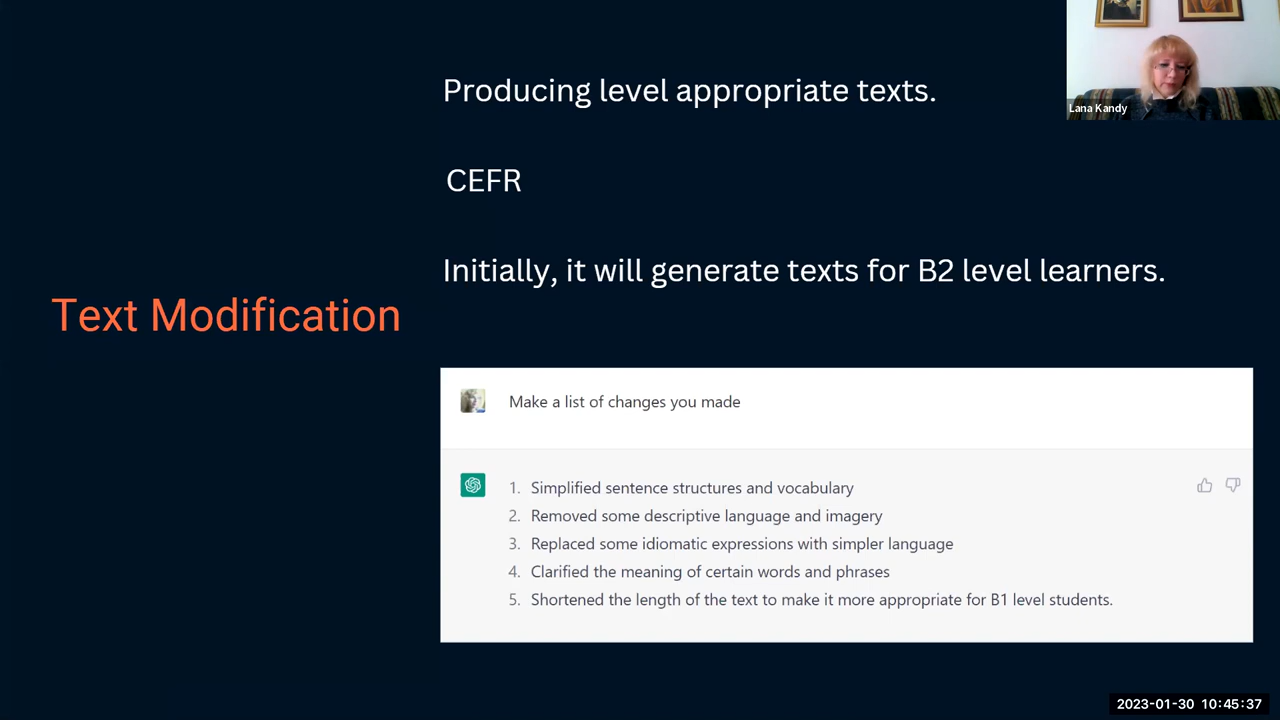 Producing level appropriate texts.
Lana Kandy
CEFR
Initially, it will generate texts for B2 level learners.
Text Modification
Make a list of changes you made
1. Simplified sentence structures and vocabulary
2. Removed some descriptive language and imagery
3. Replaced some idiomatic expressions with simpler language
4. Clarified the meaning of certain words and phrases
5. Shortened the length of the text to make it more appropriate for B1 level students.
2023-01-30 10:45:37